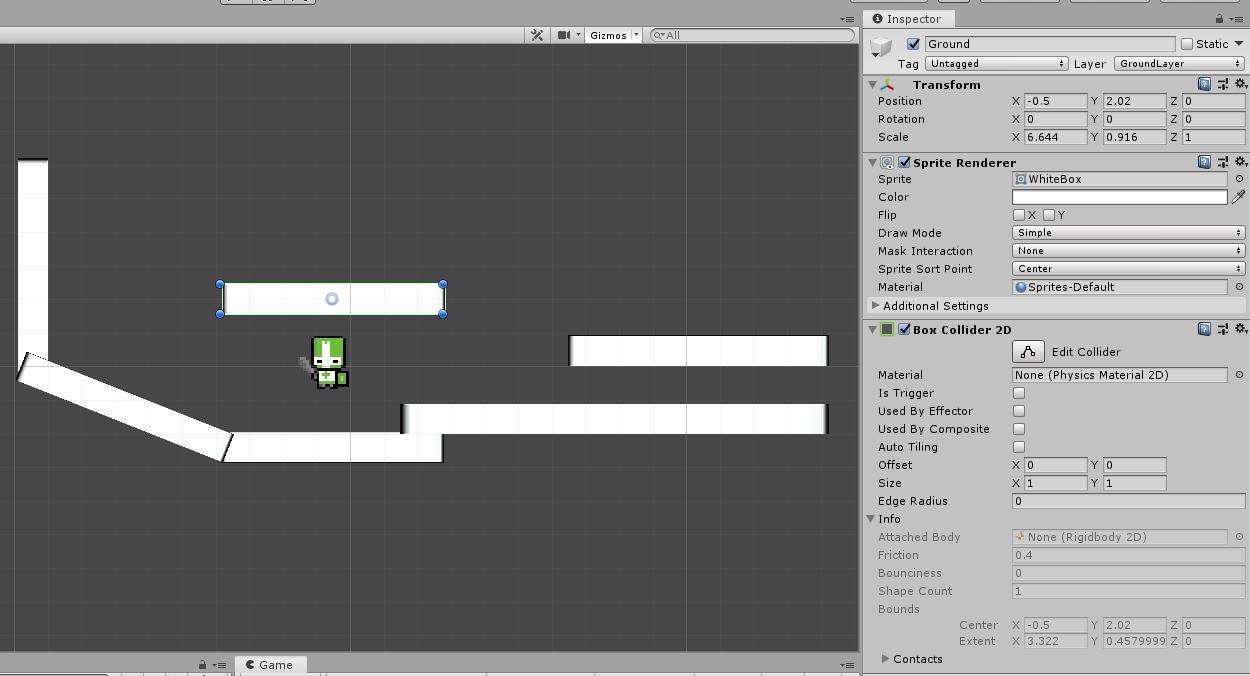 Inspector
Gizmos
All
Ground
Static
Tag Untagged Layer GroundLayer
Transform
Position X -0.5 Y 2.02 Z 0
Rotation X 0 Y 0 Z 0
Scale X 6.644 Y 0.916 Z 1
Sprite Renderer
Sprite WhiteBox
Color
Flip X Y
Draw Mode Simple
Mask Interaction None
Sprite Sort Point Center
Material Sprites-Default
Additional Settings
Box Collider 2D
Edit Collider
Material None (Physics Material 2D)
Is Trigger
Used By Effector
Used By Composite
Auto Tiling
Offset X 0 Y 0
Size X 1 Y 1
Edge Radius 0
Info
Attached Body None (Rigidbody 2D)
Friction 0.4
Bounciness 0
Shape Count 1
Bounds
Center X -0.5 Y 2.02 Z 0
Extent X 3.322 Y 0.4579999 Z 0
Contacts
Game